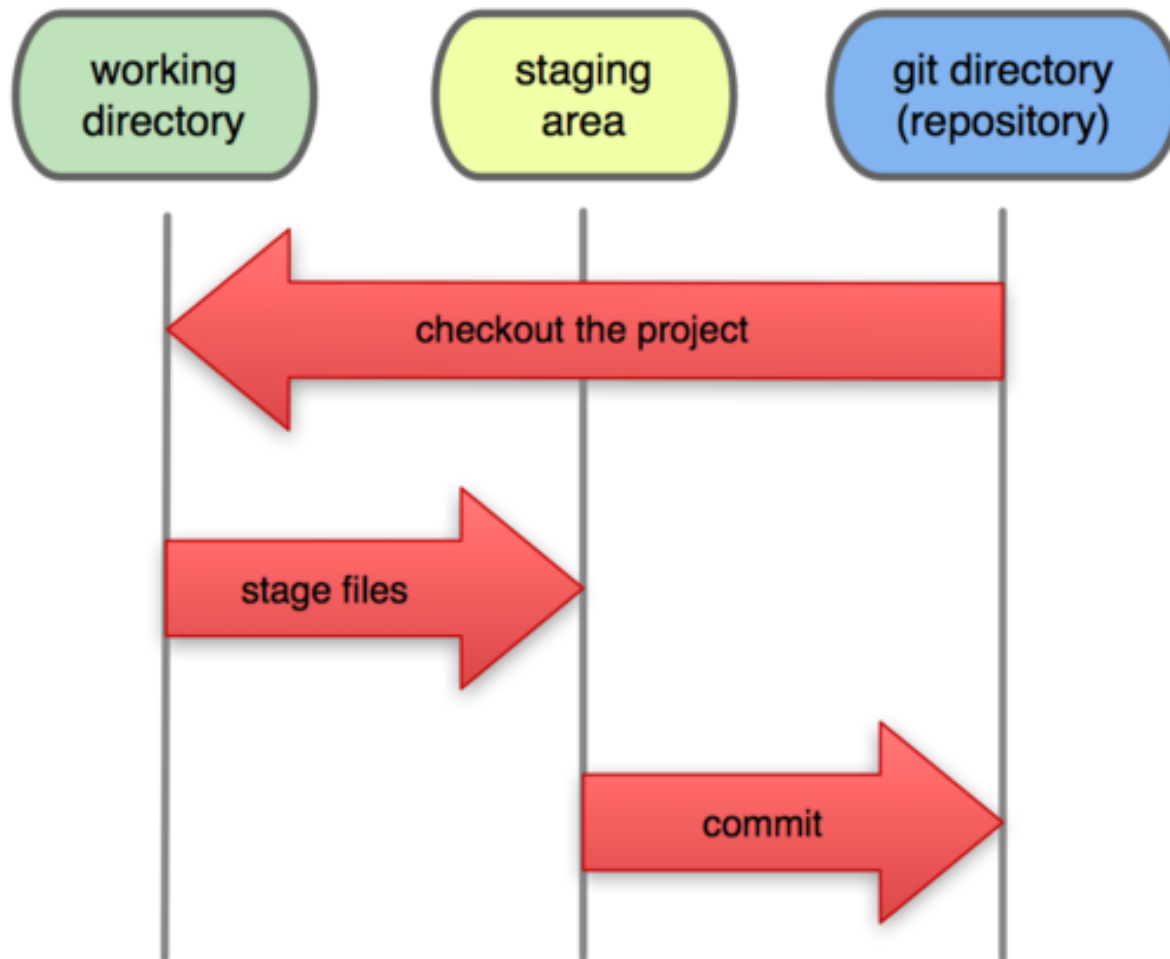 working
directory
staging
area
git directory
(repository)
checkout the project
stage files
commit